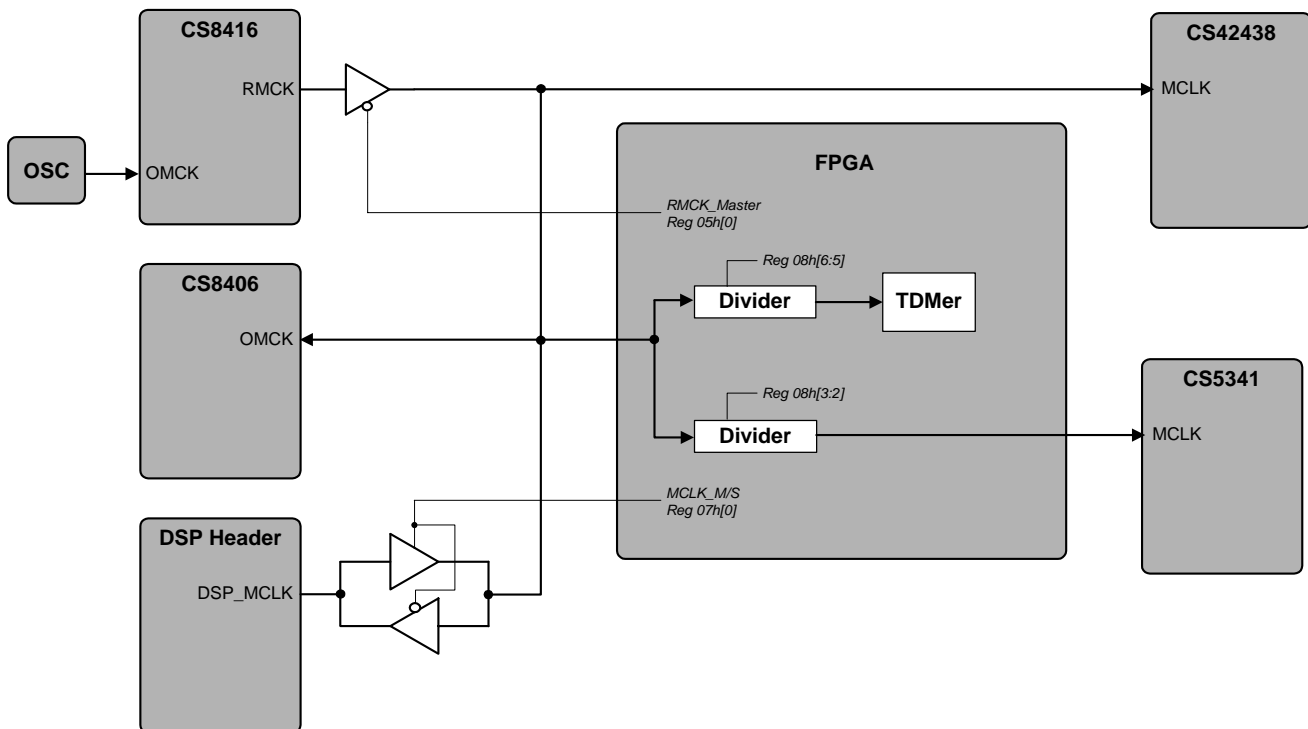 CS8416
RMCK
OMCK
OSC
CS42438
MCLK
FPGA
RMCK_Master
Reg 05h[0]
Reg 08h[6:5]
Divider
TDMer
Reg 08h[3:2]
Divider
MCLK_M/S
Reg 07h[0]
CS8406
OMCK
CS5341
MCLK
DSP Header
DSP_MCLK